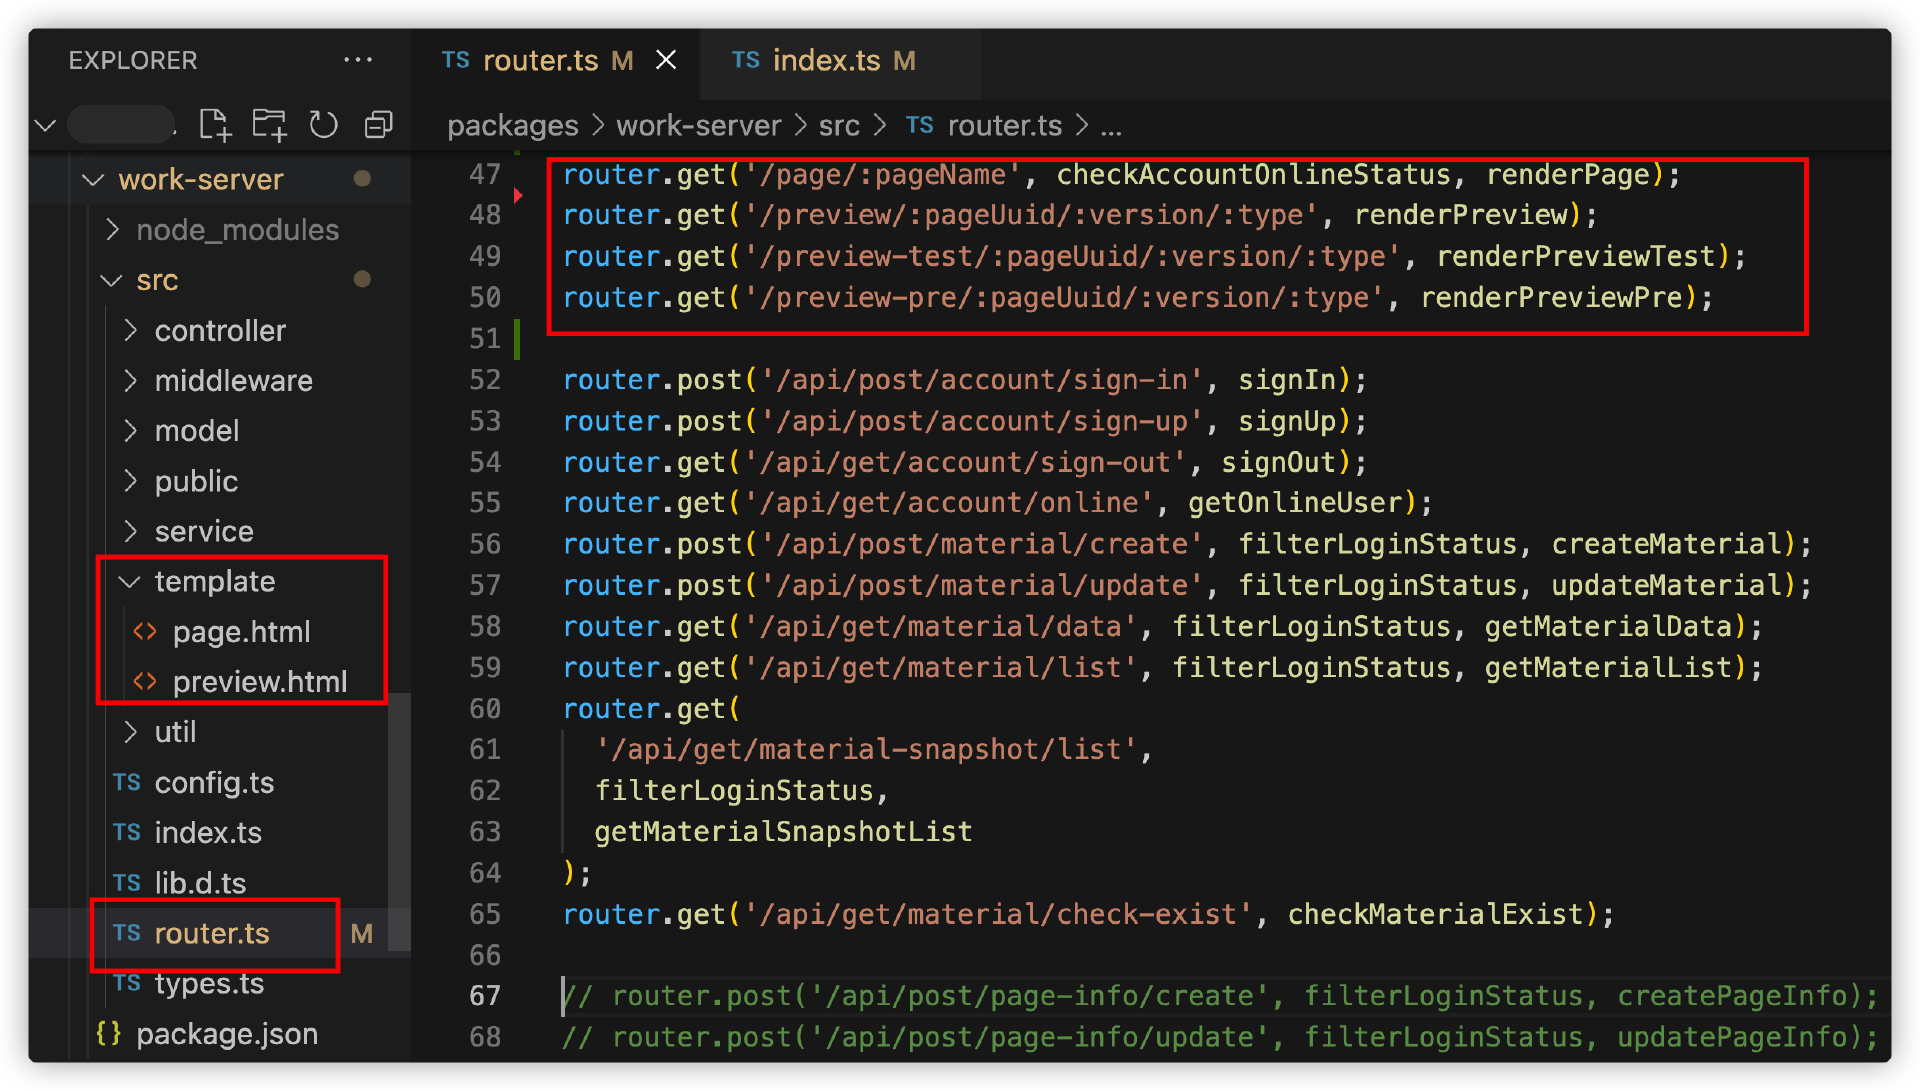 EXPLORER ...
work-server
node_modules
src
controller
middleware
model
public
service
template
<> page.html
<> preview.html
util
TS config.ts
TS index.ts
TS lib.d.ts
TS router.ts M
TS types.ts
{} package.json
TS router.ts M TS index.ts M
packages > work-server > src > TS router.ts > ...
47 router.get('/page/:pageName', checkAccountOnlineStatus, renderPage);
48 router.get('/preview/:pageUuid/:version/:type', renderPreview);
49 router.get('/preview-test/:pageUuid/:version/:type', renderPreviewTest);
50 router.get('/preview-pre/:pageUuid/:version/:type', renderPreviewPre);
51
52 router.post('/api/post/account/sign-in', signIn);
53 router.post('/api/post/account/sign-up', signUp);
54 router.get('/api/get/account/sign-out', signOut);
55 router.get('/api/get/account/online', getOnlineUser);
56 router.post('/api/post/material/create', filterLoginStatus, createMaterial);
57 router.post('/api/post/material/update', filterLoginStatus, updateMaterial);
58 router.get('/api/get/material/data', filterLoginStatus, getMaterialData);
59 router.get('/api/get/material/list', filterLoginStatus, getMaterialList);
60 router.get(
61 '/api/get/material-snapshot/list',
62 filterLoginStatus,
63 getMaterialSnapshotList
64 );
65 router.get('/api/get/material/check-exist', checkMaterialExist);
66
67 // router.post('/api/post/page-info/create', filterLoginStatus, createPageInfo);
68 // router.post('/api/post/page-info/update', filterLoginStatus, updatePageInfo);